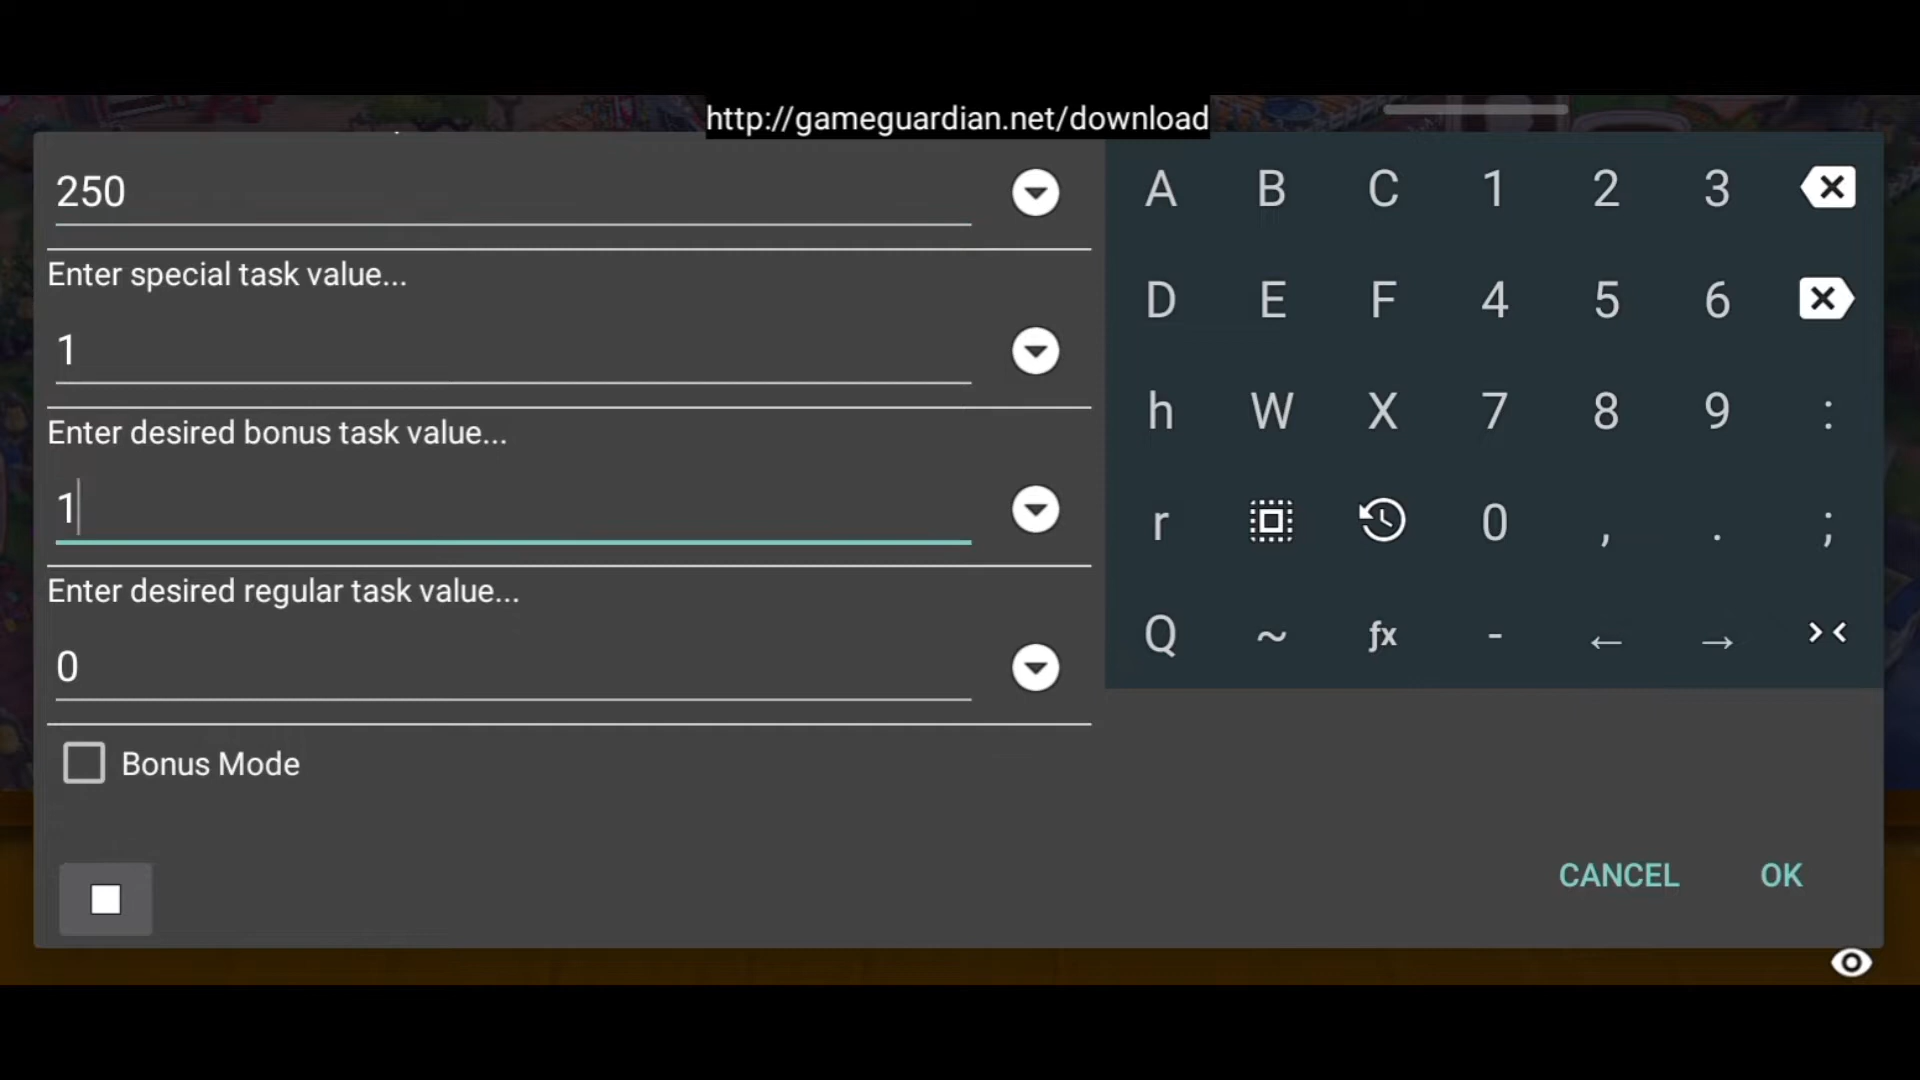 http://gameguardian.net/download
250
Enter special task value...
1
Enter desired bonus task value...
1
Enter desired regular task value...
0
Bonus Mode
A B C 1 2 3
D E F 4 5 6
h W X 7 8 9 :
r 0 , . ;
Q ~ ƒx - ← → ><
CANCEL OK